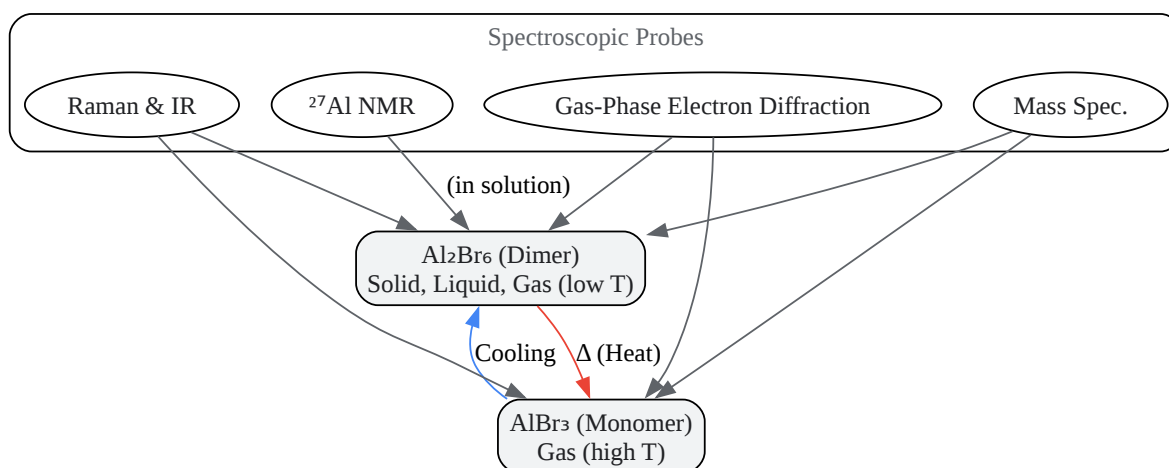 Spectroscopic Probes
Raman & IR
²⁷Al NMR
Gas-Phase Electron Diffraction
Mass Spec.
(in solution)
Al₂Br₆ (Dimer)
Solid, Liquid, Gas (low T)
Cooling
Δ (Heat)
AlBr₃ (Monomer)
Gas (high T)